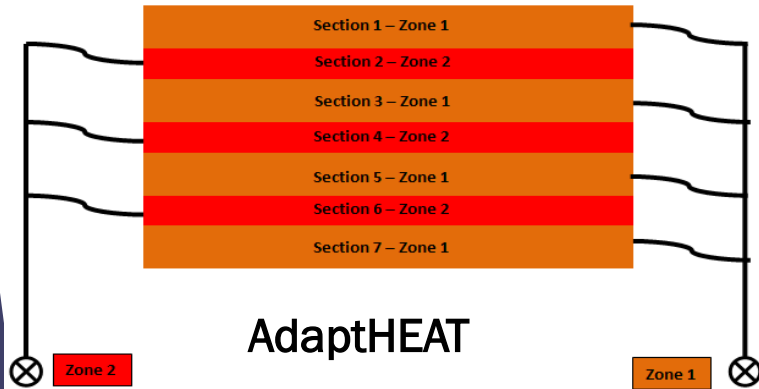 Section 1 – Zone 1
Section 2 – Zone 2
Section 3 – Zone 1
Section 4 – Zone 2
Section 5 – Zone 1
Section 6 – Zone 2
Section 7 – Zone 1
AdaptHEAT
Zone 2
Zone 1